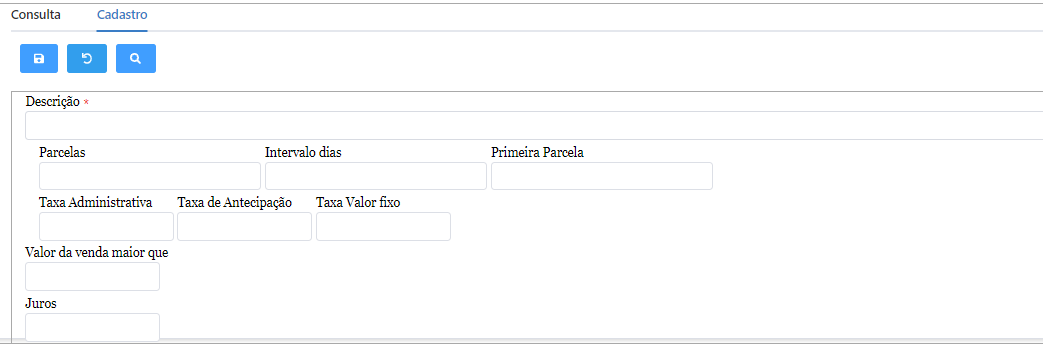 Consulta Cadastro
Descrição *
Parcelas Intervalo dias Primeira Parcela
Taxa Administrativa Taxa de Antecipação Taxa Valor fixo
Valor da venda maior que
Juros